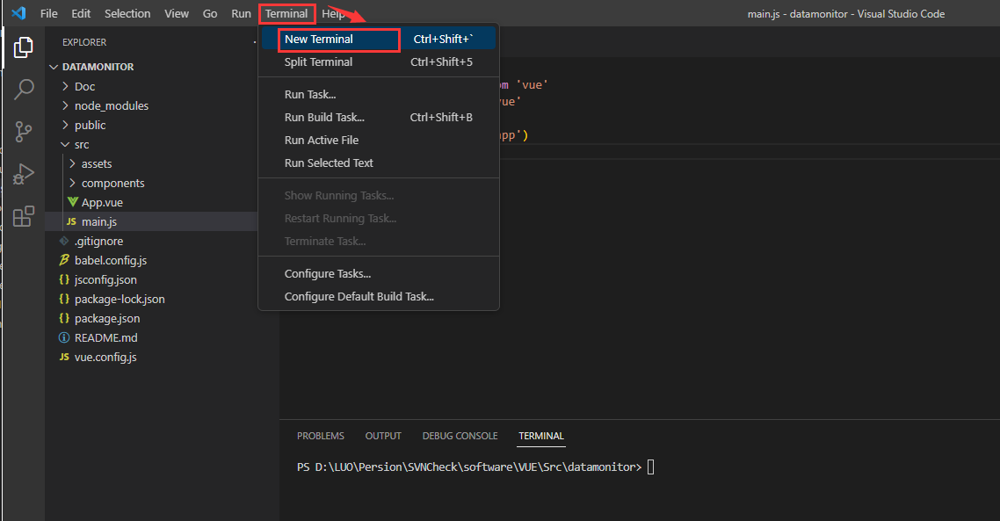 File Edit Selection View Go Run Terminal Help main.js - datamonitor - Visual Studio Code
EXPLORER
DATAMONITOR
Doc
node_modules
public
src
assets
components
App.vue
JS main.js
.gitignore
babel.config.js
{} jsconfig.json
{} package-lock.json
{} package.json
README.md
JS vue.config.js
New Terminal Ctrl+Shift+`
Split Terminal Ctrl+Shift+5
Run Task...
Run Build Task... Ctrl+Shift+B
Run Active File
Run Selected Text
Show Running Tasks...
Restart Running Task...
Terminate Task...
Configure Tasks...
Configure Default Build Task...
om 'vue'
vue'
app')
PROBLEMS OUTPUT DEBUG CONSOLE TERMINAL
PS D:\LUO\Persion\SVNCheck\software\VUE\Src\datamonitor>